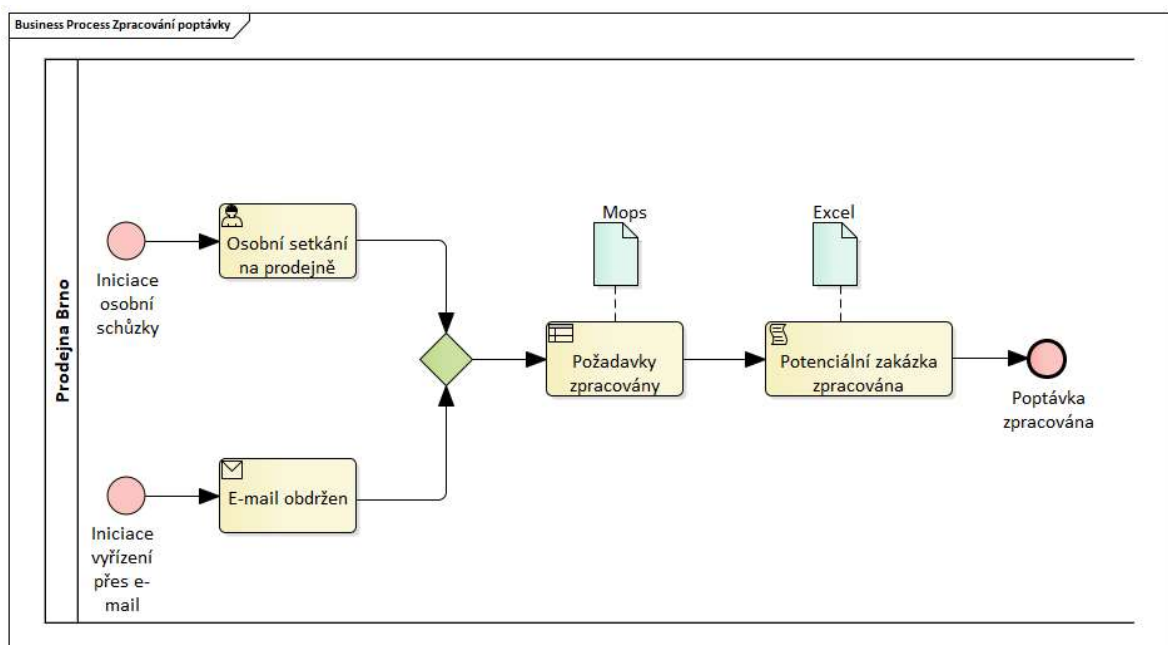 Business Process Zpracování poptávky
Prodejna Brno
Iniciace
osobní
schůzky
Osobní setkání
na prodejně
Mops
Excel
Požadavky
zpracovány
Potenciální zakázka
zpracována
Poptávka
zpracována
Iniciace
vyřízení
přes e-
mail
E-mail obdržen